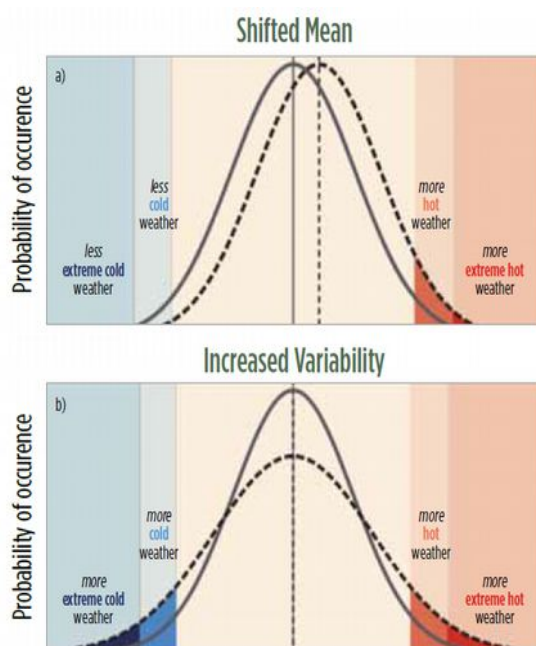 Shifted Mean
Probability of occurence
a)
less
cold
weather
less
extreme cold
weather
more
hot
weather
more
extreme hot
weather
Increased Variability
Probability of occurence
b)
more
cold
weather
more
extreme cold
weather
more
hot
weather
more
extreme hot
weather